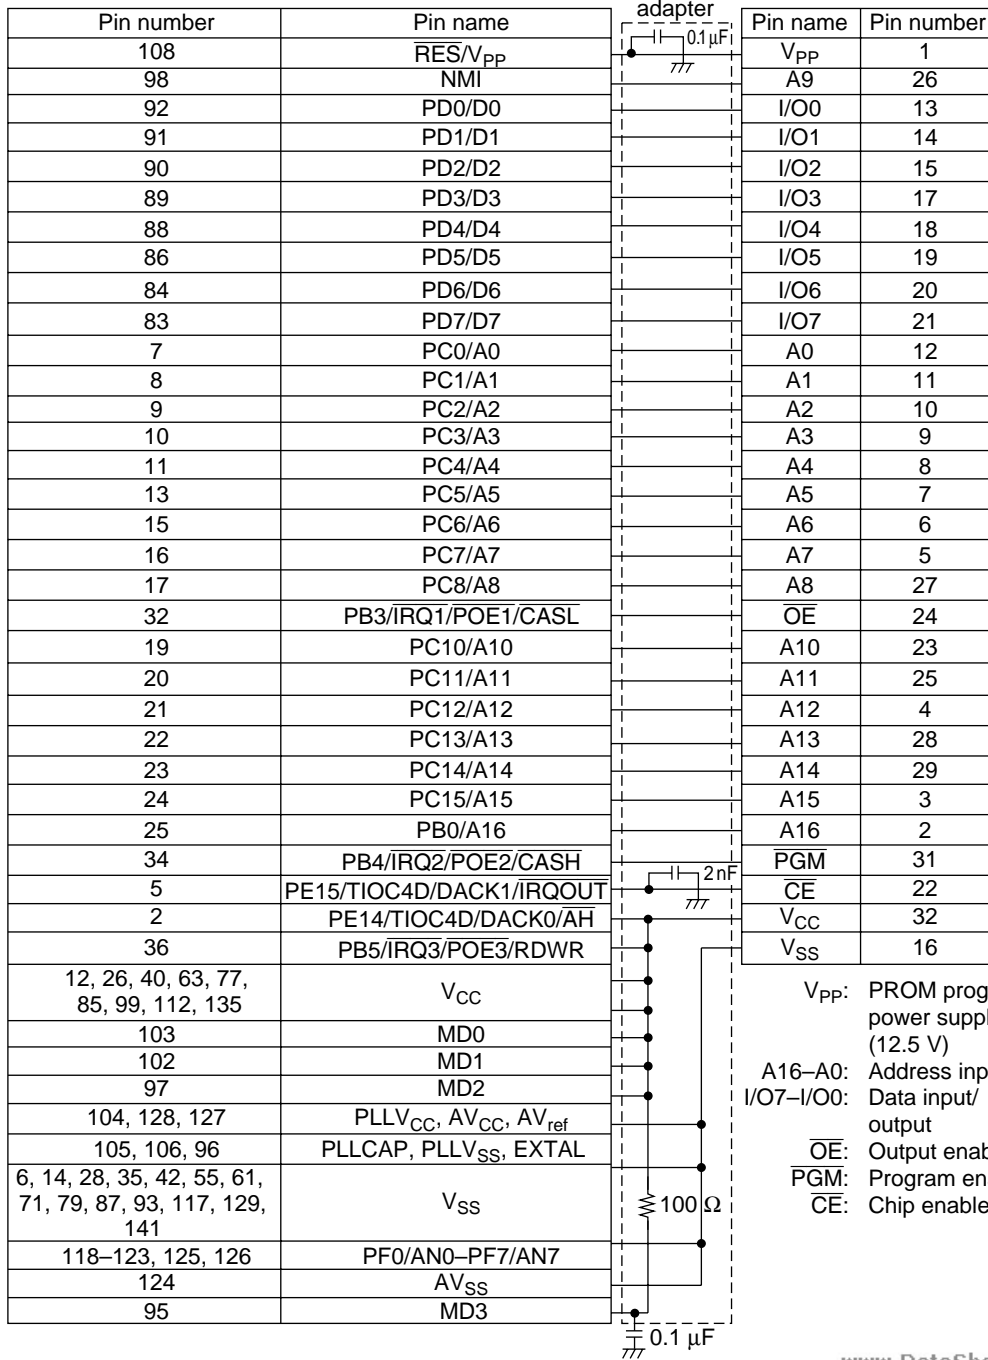 adapter
Pin number Pin name Pin name Pin number
108 RES/VPP 0.1 μF VPP 1
98 NMI A9 26
92 PD0/D0 I/O0 13
91 PD1/D1 I/O1 14
90 PD2/D2 I/O2 15
89 PD3/D3 I/O3 17
88 PD4/D4 I/O4 18
86 PD5/D5 I/O5 19
84 PD6/D6 I/O6 20
83 PD7/D7 I/O7 21
7 PC0/A0 A0 12
8 PC1/A1 A1 11
9 PC2/A2 A2 10
10 PC3/A3 A3 9
11 PC4/A4 A4 8
13 PC5/A5 A5 7
15 PC6/A6 A6 6
16 PC7/A7 A7 5
17 PC8/A8 A8 27
32 PB3/IRQ1/POE1/CASL OE 24
19 PC10/A10 A10 23
20 PC11/A11 A11 25
21 PC12/A12 A12 4
22 PC13/A13 A13 28
23 PC14/A14 A14 29
24 PC15/A15 A15 3
25 PB0/A16 A16 2
34 PB4/IRQ2/POE2/CASH PGM 31
5 PE15/TIOC4D/DACK1/IRQOUT 2 nF CE 22
2 PE14/TIOC4D/DACK0/AH VCC 32
36 PB5/IRQ3/POE3/RDWR VSS 16
12, 26, 40, 63, 77,
85, 99, 112, 135 VCC
103 MD0
102 MD1
97 MD2
104, 128, 127 PLLVCC, AVCC, AVref
105, 106, 96 PLLCAP, PLLVSS, EXTAL
6, 14, 28, 35, 42, 55, 61,
71, 79, 87, 93, 117, 129, VSS 100 Ω
141
118–123, 125, 126 PF0/AN0–PF7/AN7
124 AVSS
95 MD3
0.1 μF
VPP: PROM prog
power suppl
(12.5 V)
A16–A0: Address inp
I/O7–I/O0: Data input/
output
OE: Output enab
PGM: Program en
CE: Chip enable